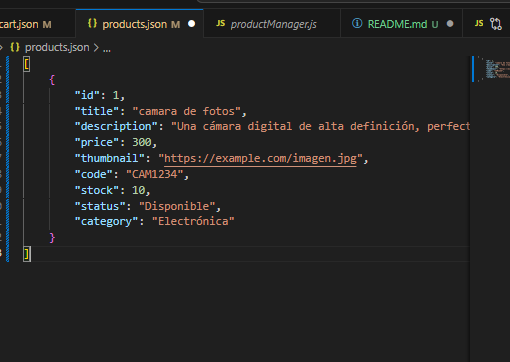 cart.json M
products.json M
productManager.js
README.md U
JS
> products.json > ...
[
{
"id": 1,
"title": "camara de fotos",
"description": "Una cámara digital de alta definición, perfect
"price": 300,
"thumbnail": "https://example.com/imagen.jpg",
"code": "CAM1234",
"stock": 10,
"status": "Disponible",
"category": "Electrónica"
}
]